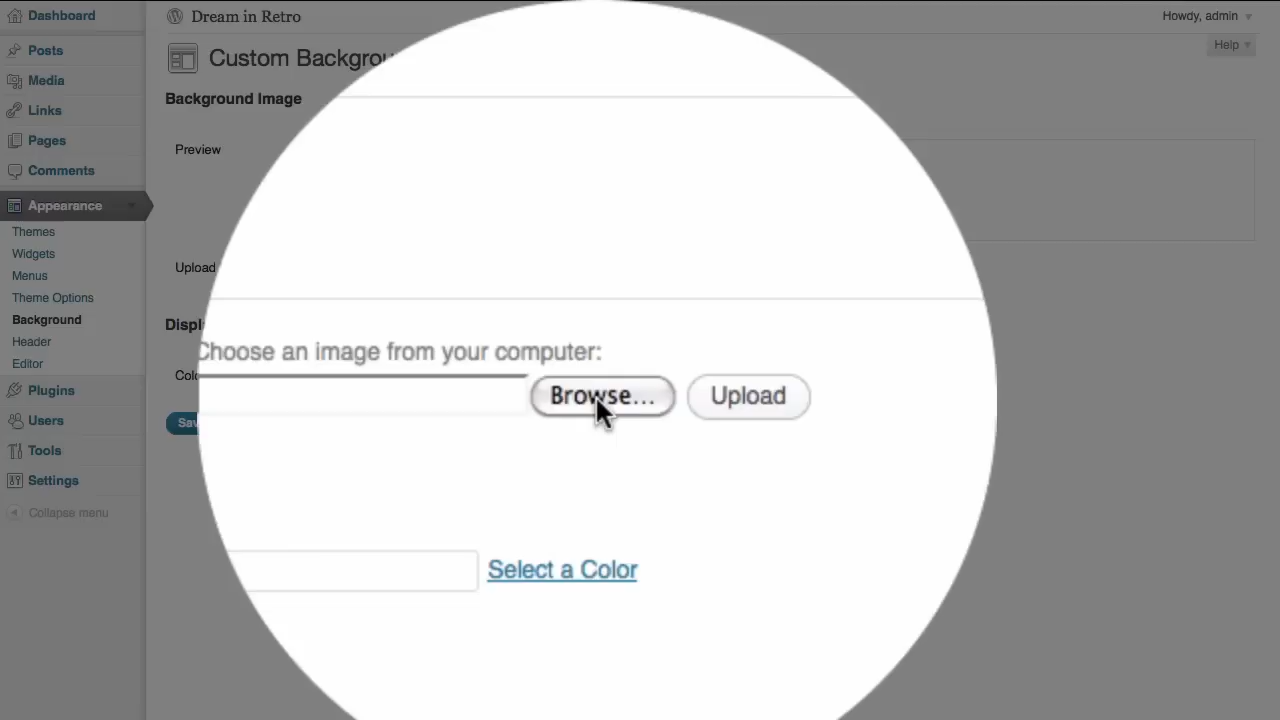 Dashboard
Dream in Retro
Howdy, admin
Help
Posts
Media
Links
Pages
Comments
Appearance
Themes
Widgets
Menus
Theme Options
Background
Header
Editor
Plugins
Users
Tools
Settings
Collapse menu
Custom Backgrou
Background Image
Preview
Upload
Choose an image from your computer:
Browse...
Upload
Displ
Colo
Select a Color
Sav